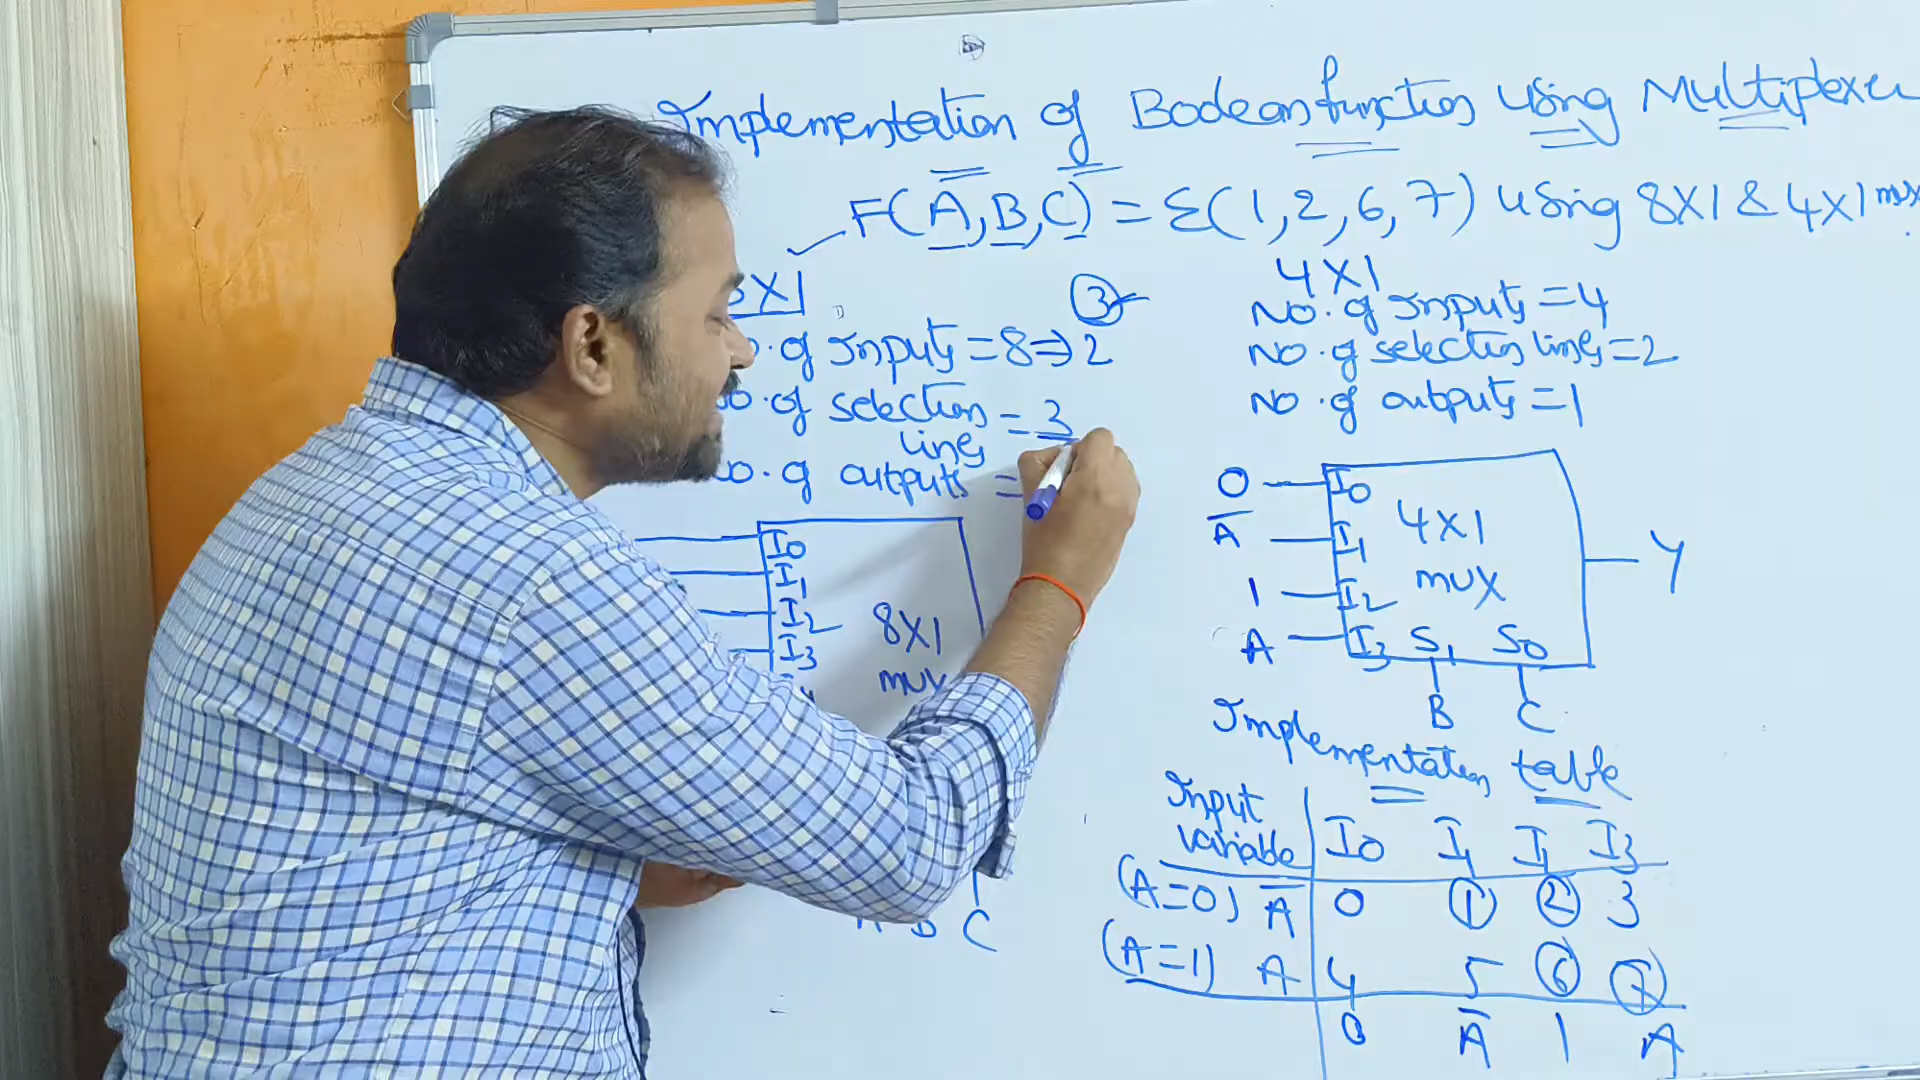 Implementation of Boolean function using Multiplexer
F(A,B,C) = Σ(1,2,6,7) using 8X1 & 4X1 mux
8X1
No. of Inputs = 8 ⇒ 2³
No. of selection lines = 3
No. of outputs =
I0
I1
I2
I3
8X1
MUX
A B C
4X1
No. of Inputs = 4
No. of selection lines = 2
No. of outputs = 1
0 I0
A̅ I1
1 I2
A I3
4X1
MUX
S1 S0
Y
B C
Implementation table
Input variable I0 I1 I1 I3
(A=0) A̅ 0 1 2 3
(A=1) A 4 5 6 7
0 A̅ 1 A